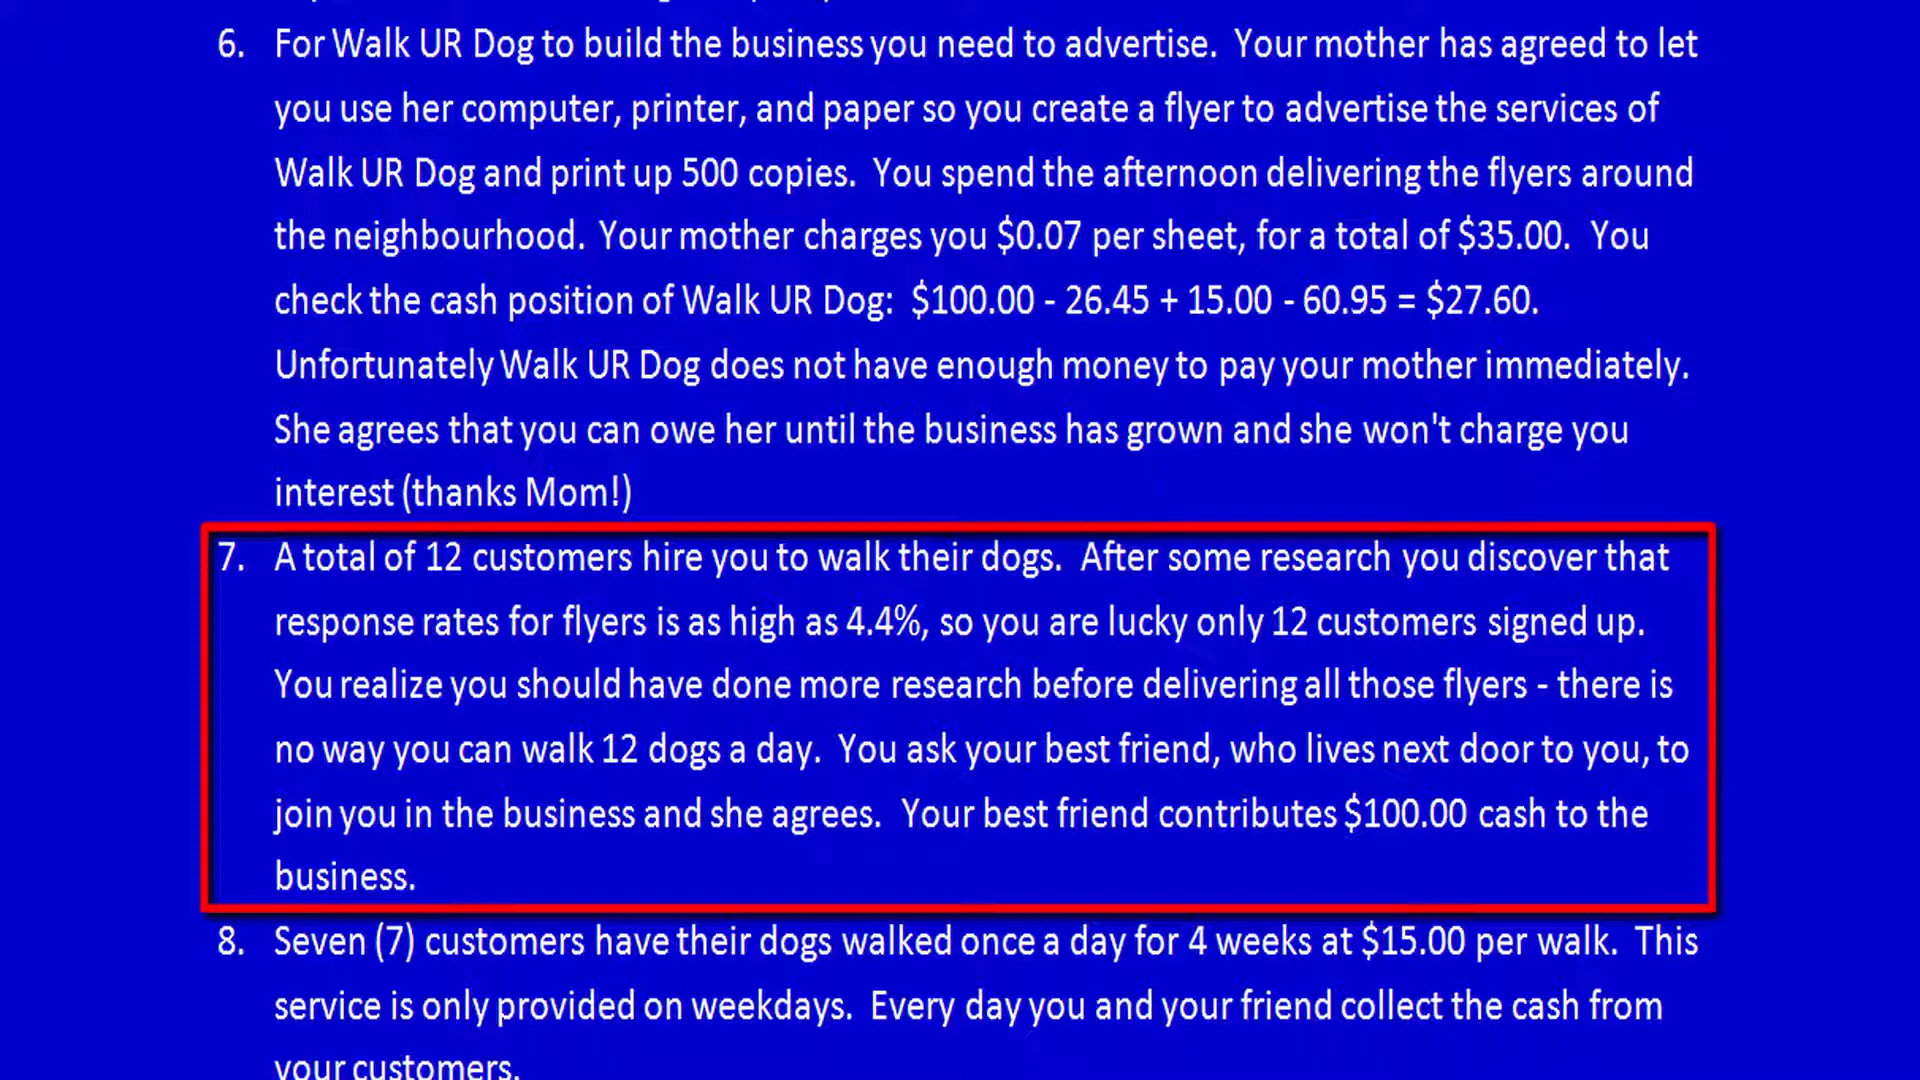 6. For Walk UR Dog to build the business you need to advertise. Your mother has agreed to let
you use her computer, printer, and paper so you create a flyer to advertise the services of
Walk UR Dog and print up 500 copies. You spend the afternoon delivering the flyers around
the neighbourhood. Your mother charges you $0.07 per sheet, for a total of $35.00. You
check the cash position of Walk UR Dog: $100.00 - 26.45 + 15.00 - 60.95 = $27.60.
Unfortunately Walk UR Dog does not have enough money to pay your mother immediately.
She agrees that you can owe her until the business has grown and she won't charge you
interest (thanks Mom!)
7. A total of 12 customers hire you to walk their dogs. After some research you discover that
response rates for flyers is as high as 4.4%, so you are lucky only 12 customers signed up.
You realize you should have done more research before delivering all those flyers - there is
no way you can walk 12 dogs a day. You ask your best friend, who lives next door to you, to
join you in the business and she agrees. Your best friend contributes $100.00 cash to the
business.
8. Seven (7) customers have their dogs walked once a day for 4 weeks at $15.00 per walk. This
service is only provided on weekdays. Every day you and your friend collect the cash from
your customers.